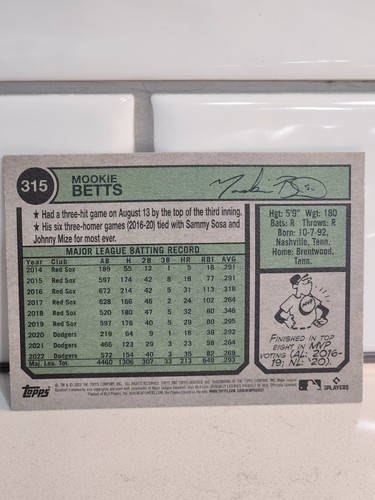 315
MOOKIE
BETTS
Mookie Betts 50
★ Had a three-hit game on August 13 by the top of the third inning.
★ His six three-homer games (2016-20) tied with Sammy Sosa and
Johnny Mize for most ever.
MAJOR LEAGUE BATTING RECORD
Year Club AB H 2B 3B HR RBI AVG
2014 Red Sox 189 55 12 1 5 18 .291
2015 Red Sox 597 174 42 8 18 77 .291
2016 Red Sox 672 214 42 5 31 113 .318
2017 Red Sox 628 166 46 2 24 102 .264
2018 Red Sox 520 180 47 5 32 80 .346
2019 Red Sox 597 176 40 5 29 80 .295
2020 Dodgers 219 64 9 1 16 39 .292
2021 Dodgers 466 123 29 3 23 58 .264
2022 Dodgers 572 154 40 3 35 82 .269
Maj. Lea. Tot. 4460 1306 307 33 213 649 .293
Hgt: 5'9" Wgt: 180
Bats: R Throws: R
Born: 10-7-92,
Nashville, Tenn.
Home: Brentwood,
Tenn.
MVP
FINISHED IN TOP
EIGHT IN MVP
VOTING (AL: 2016-
19; NL: '20).
Topps
PLAYERS